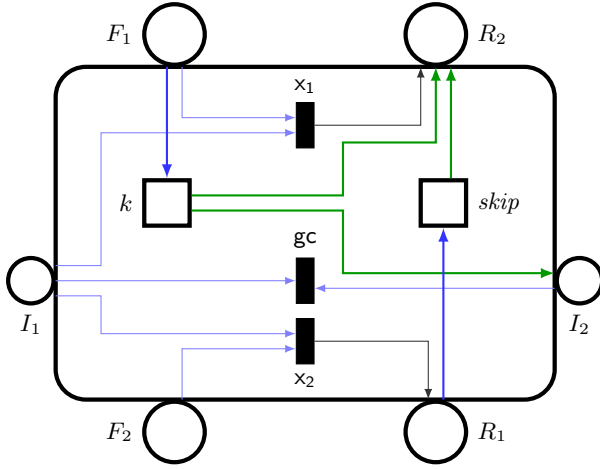 F₁ R₂
x₁
k skip
gc
I₁ I₂
x₂
F₂ R₁